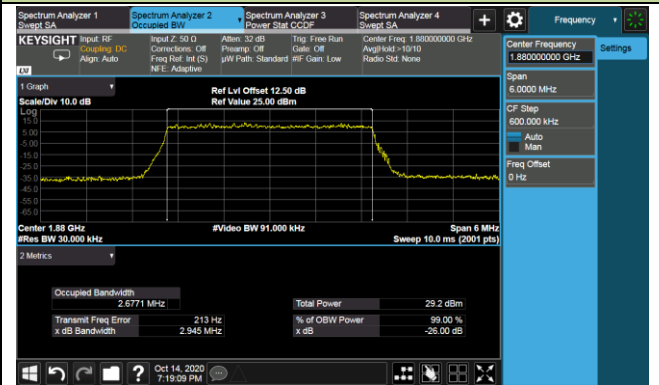 Spectrum Analyzer 1
Swept SA
Spectrum Analyzer 2
Occupied BW
Spectrum Analyzer 3
Power Stat CCDF
Spectrum Analyzer 4
Swept SA
+
Frequency
KEYSIGHT
Input: RF
Coupling: DC
Align: Auto
Input Z: 50 Ω
Corrections: Off
Freq Ref: Int (S)
NFE: Adaptive
Atten: 32 dB
Preamp: Off
µW Path: Standard
Trig: Free Run
Gate: Off
#IF Gain: Low
Center Freq: 1.880000000 GHz
Avg|Hold:>10/10
Radio Std: None
LXI
Center Frequency
1.880000000 GHz
Settings
Span
6.0000 MHz
CF Step
600.000 kHz
Auto
Man
Freq Offset
0 Hz
1 Graph
Scale/Div 10.0 dB
Ref Lvl Offset 12.50 dB
Ref Value 25.00 dBm
Log
15.0
5.00
-5.00
-15.0
-25.0
-35.0
-45.0
-55.0
-65.0
Center 1.88 GHz
#Res BW 30.000 kHz
#Video BW 91.000 kHz
Span 6 MHz
Sweep 10.0 ms (2001 pts)
2 Metrics
Occupied Bandwidth
2.6771 MHz
Total Power 29.2 dBm
Transmit Freq Error 213 Hz
% of OBW Power 99.00 %
x dB Bandwidth 2.945 MHz
x dB -26.00 dB
?
Oct 14, 2020
7:19:09 PM